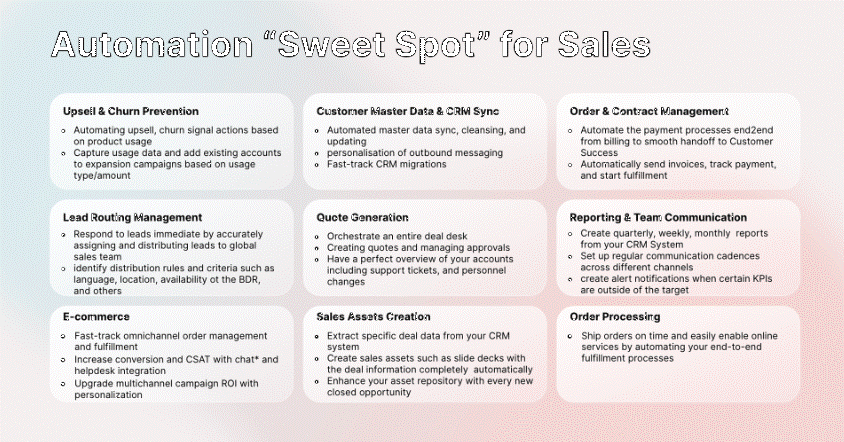 Automation “Sweet Spot” for Sales
Upsell & Churn Prevention
Automating upsell, churn signal actions based
on product usage
Capture usage data and add existing accounts
to expansion campaigns based on usage
type/amount
Customer Master Data & CRM Sync
Automated master data sync, cleansing, and
updating
personalisation of outbound messaging
Fast-track CRM migrations
Order & Contract Management
Automate the payment processes end2end
from billing to smooth handoff to Customer
Success
Automatically send invoices, track payment,
and start fulfillment
Lead Routing Management
Respond to leads immediate by accurately
assigning and distributing leads to global
sales team
identify distribution rules and criteria such as
language, location, availability ot the BDR,
and others
Quote Generation
Orchestrate an entire deal desk
Creating quotes and managing approvals
Have a perfect overview of your accounts
including support tickets, and personnel
changes
Reporting & Team Communication
Create quarterly, weekly, monthly reports
from your CRM System
Set up regular communication cadences
across different channels
create alert notifications when certain KPIs
are outside of the target
E-commerce
Fast-track omnichannel order management
and fulfillment
Increase conversion and CSAT with chat* and
helpdesk integration
Upgrade multichannel campaign ROI with
personalization
Sales Assets Creation
Extract specific deal data from your CRM
system
Create sales assets such as slide decks with
the deal information completely automatically
Enhance your asset repository with every new
closed opportunity
Order Processing
Ship orders on time and easily enable online
services by automating your end-to-end
fulfillment processes